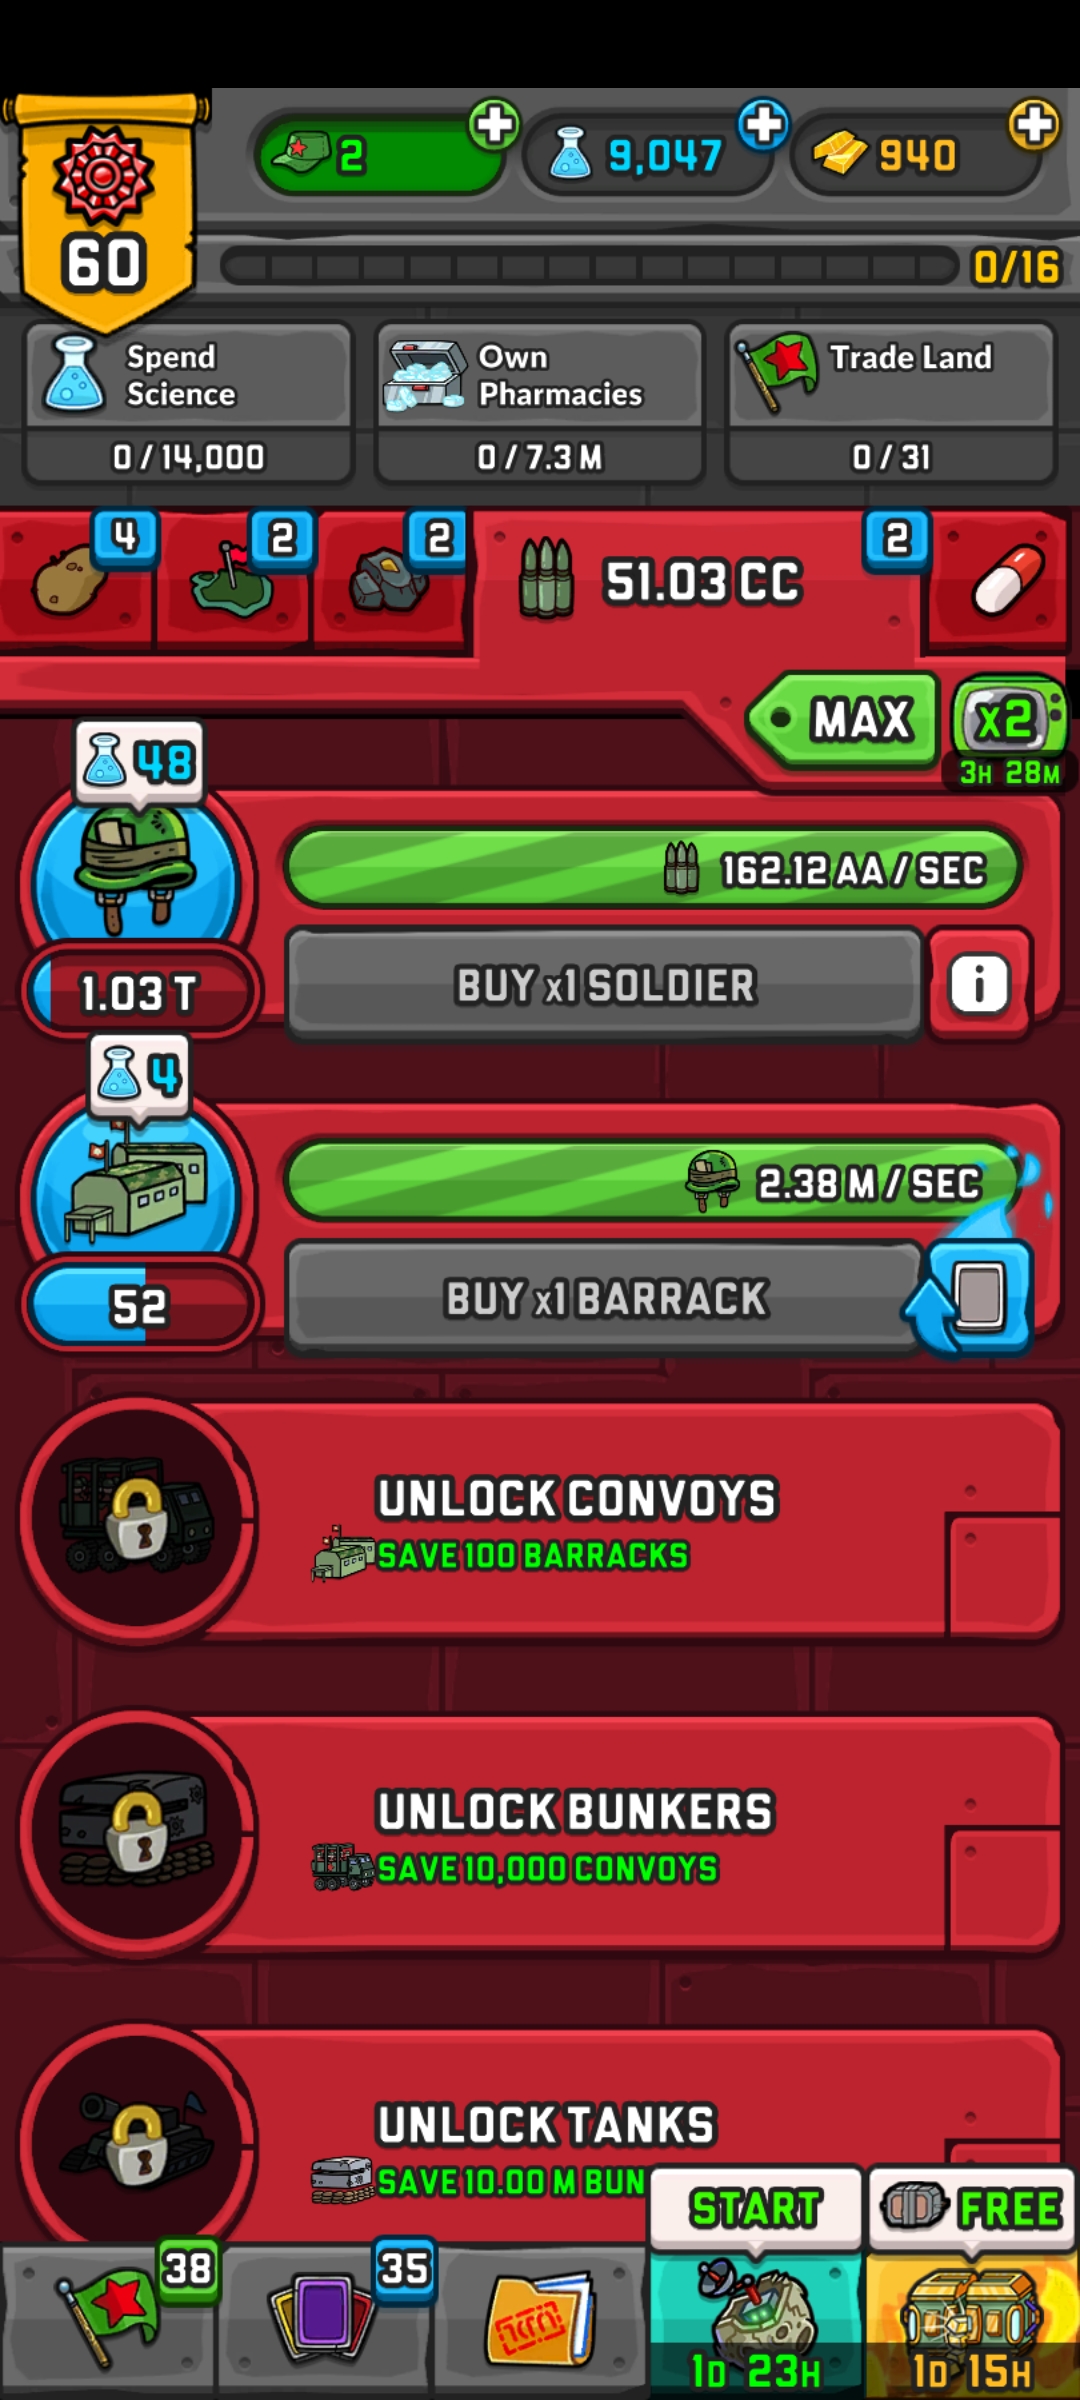 2
9,047
940
60
0/16
Spend
Science
Own
Pharmacies
Trade Land
0 / 14,000
0 / 7.3 M
0 / 31
4
2
2
51.03 CC
2
MAX
x2
3H 28M
48
162.12 AA / SEC
1.03 T
BUY x1 SOLDIER
i
4
2.38 M / SEC
52
BUY x1 BARRACK
UNLOCK CONVOYS
SAVE 100 BARRACKS
UNLOCK BUNKERS
SAVE 10,000 CONVOYS
UNLOCK TANKS
SAVE 10.00 M BUN
START
FREE
38
35
1D 23H
1D 15H